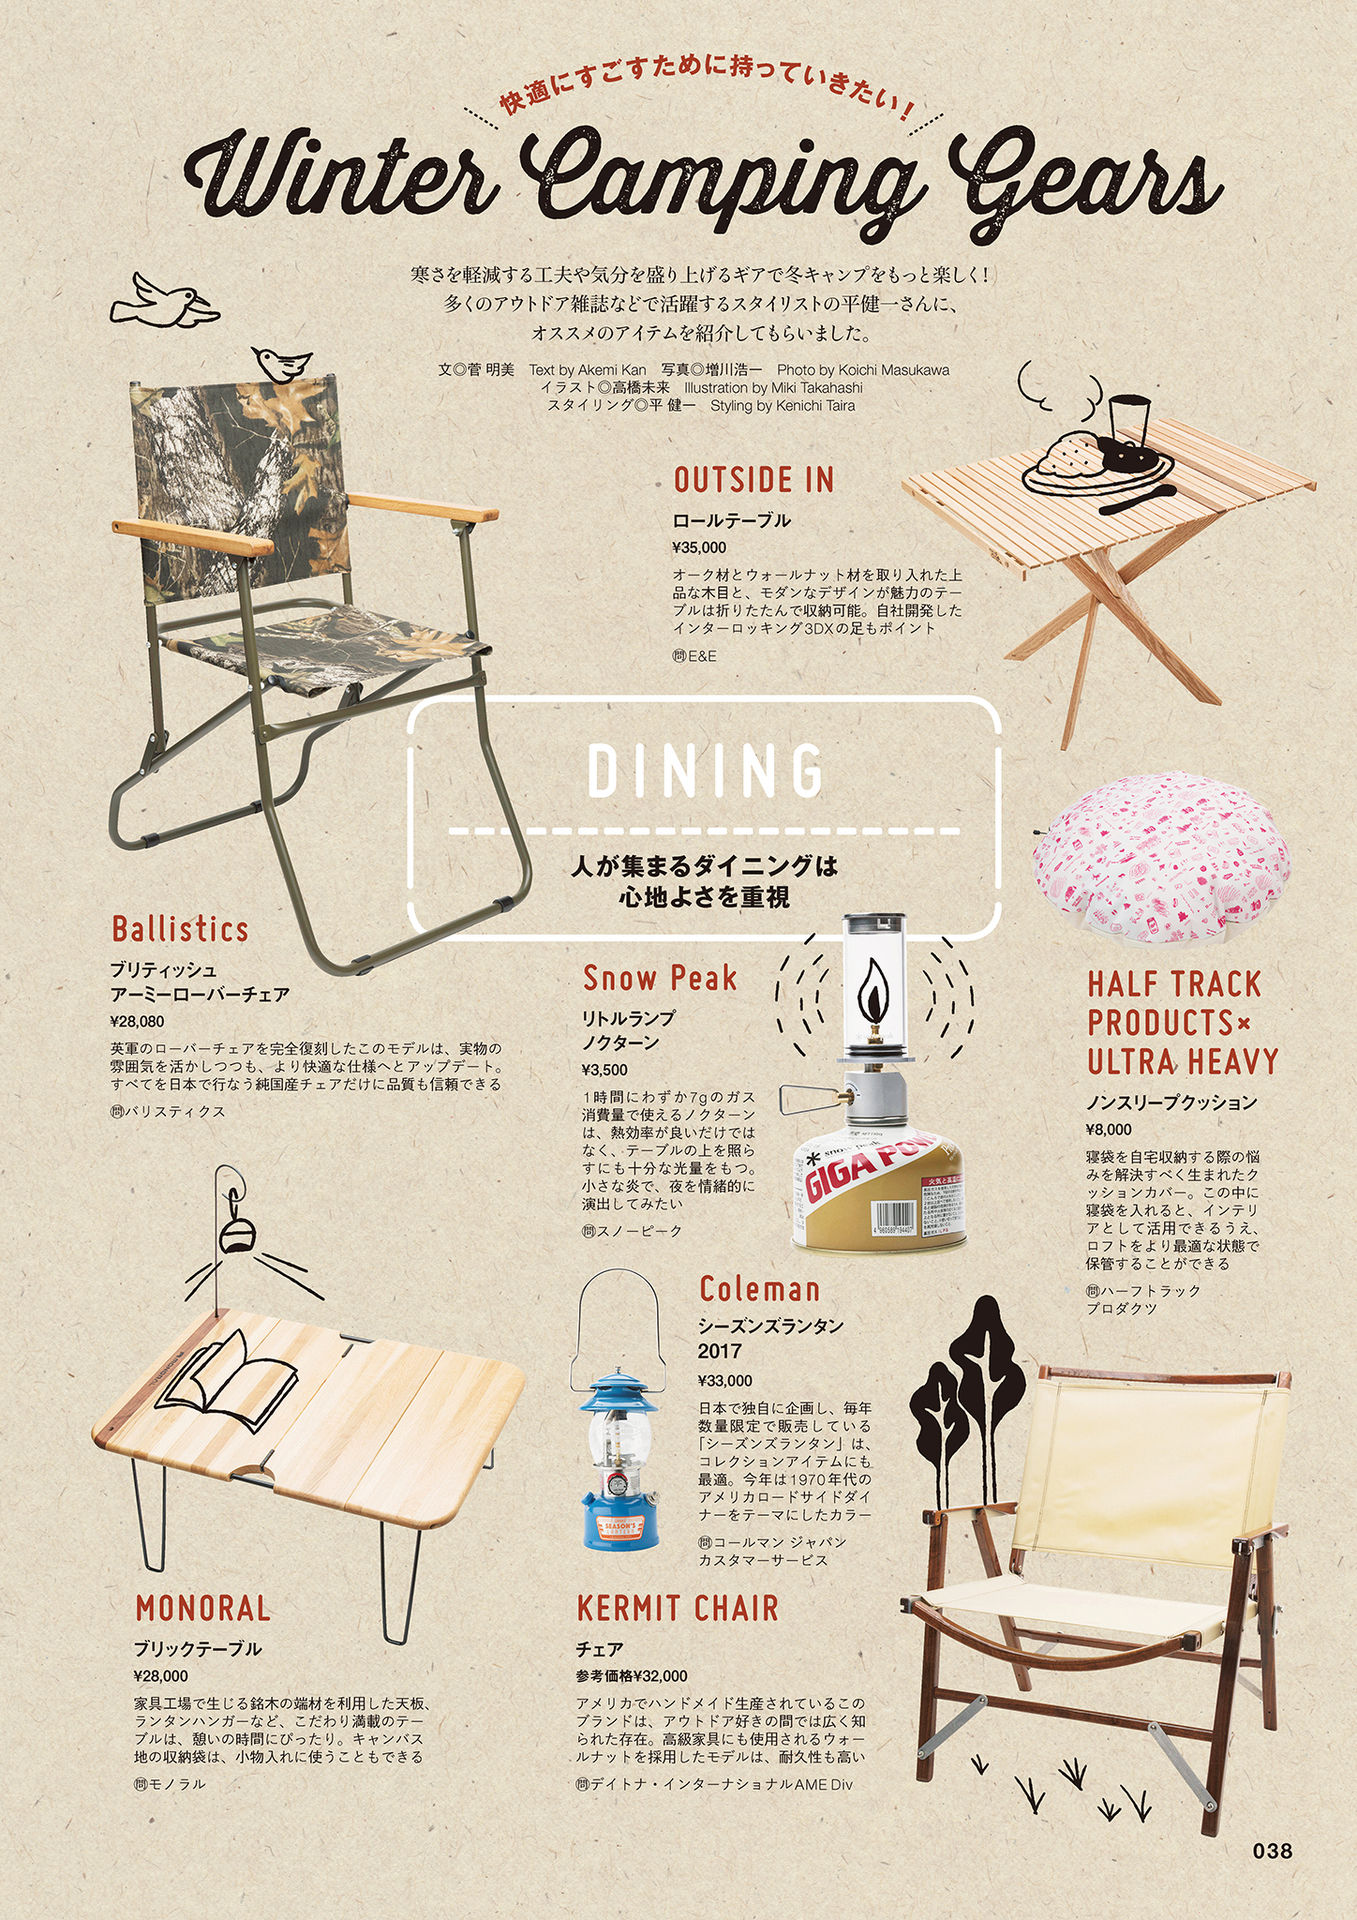 快適にすごすために持っていきたい！
Winter Camping Gears
寒さを軽減する工夫や気分を盛り上げるギアで冬キャンプをもっと楽しく！
多くのアウトドア雑誌などで活躍するスタイリストの平健一さんに、
オススメのアイテムを紹介してもらいました。
文◎菅 明美　Text by Akemi Kan　写真◎増川浩一　Photo by Koichi Masukawa
イラスト◎高橋未来　Illustration by Miki Takahashi
スタイリング◎平 健一　Styling by Kenichi Taira
OUTSIDE IN
ロールテーブル
¥35,000
オーク材とウォールナット材を取り入れた上
品な木目と、モダンなデザインが魅力のテー
ブルは折りたたんで収納可能。自社開発した
インターロッキング3DXの足もポイント
㉄E&E
DINING
人が集まるダイニングは
心地よさを重視
Ballistics
ブリティッシュ
アーミーローバーチェア
¥28,080
英軍のローバーチェアを完全復刻したこのモデルは、実物の
雰囲気を活かしつつも、より快適な仕様へとアップデート。
すべてを日本で行なう純国産チェアだけに品質も信頼できる
㉄バリスティクス
Snow Peak
リトルランプ
ノクターン
¥3,500
1時間にわずか7gのガス
消費量で使えるノクターン
は、熱効率が良いだけでは
なく、テーブルの上を照ら
すにも十分な光量をもつ。
小さな炎で、夜を情緒的に
演出してみたい
㉄スノーピーク
snow peak
GIGA POW
4 960589 194407
HALF TRACK
PRODUCTS×
ULTRA HEAVY
ノンスリープクッション
¥8,000
寝袋を自宅収納する際の悩
みを解決すべく生まれたク
ッションカバー。この中に
寝袋を入れると、インテリ
アとして活用できるうえ、
ロフトをより最適な状態で
保管することができる
㉄ハーフトラック
プロダクツ
Coleman
シーズンズランタン
2017
¥33,000
日本で独自に企画し、毎年
数量限定で販売している
「シーズンズランタン」は、
コレクションアイテムにも
最適。今年は1970年代の
アメリカロードサイドダイ
ナーをテーマにしたカラー
㉄コールマン ジャパン
カスタマーサービス
SEASON'S
MONORAL
MONORAL
ブリックテーブル
¥28,000
家具工場で生じる銘木の端材を利用した天板、
ランタンハンガーなど、こだわり満載のテー
ブルは、憩いの時間にぴったり。キャンバス
地の収納袋は、小物入れに使うこともできる
㉄モノラル
KERMIT CHAIR
チェア
参考価格¥32,000
アメリカでハンドメイド生産されているこの
ブランドは、アウトドア好きの間では広く知
られた存在。高級家具にも使用されるウォー
ルナットを採用したモデルは、耐久性も高い
㉄デイトナ・インターナショナルAME Div
038